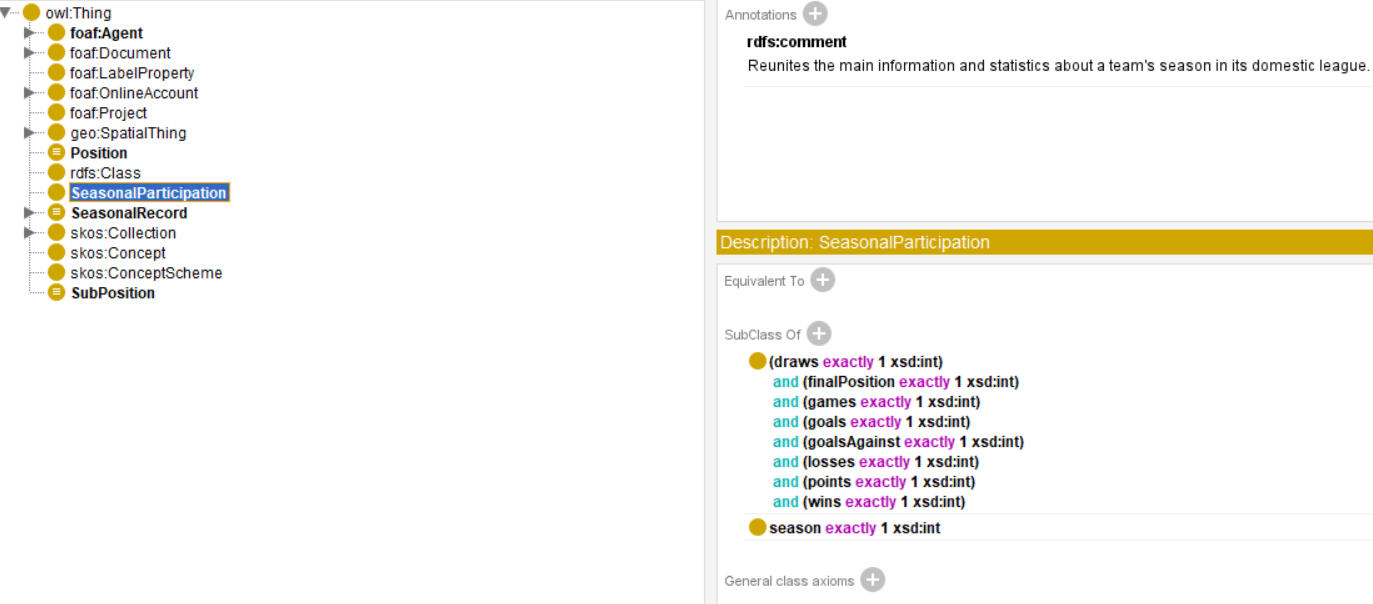 owl:Thing
foaf:Agent
foaf:Document
foaf:LabelProperty
foaf:OnlineAccount
foaf:Project
geo:SpatialThing
Position
rdfs:Class
SeasonalParticipation
SeasonalRecord
skos:Collection
skos:Concept
skos:ConceptScheme
SubPosition
Annotations
rdfs:comment
Reunites the main information and statistics about a team's season in its domestic league.
Description: SeasonalParticipation
Equivalent To
SubClass Of
(draws exactly 1 xsd:int)
and (finalPosition exactly 1 xsd:int)
and (games exactly 1 xsd:int)
and (goals exactly 1 xsd:int)
and (goalsAgainst exactly 1 xsd:int)
and (losses exactly 1 xsd:int)
and (points exactly 1 xsd:int)
and (wins exactly 1 xsd:int)
season exactly 1 xsd:int
General class axioms